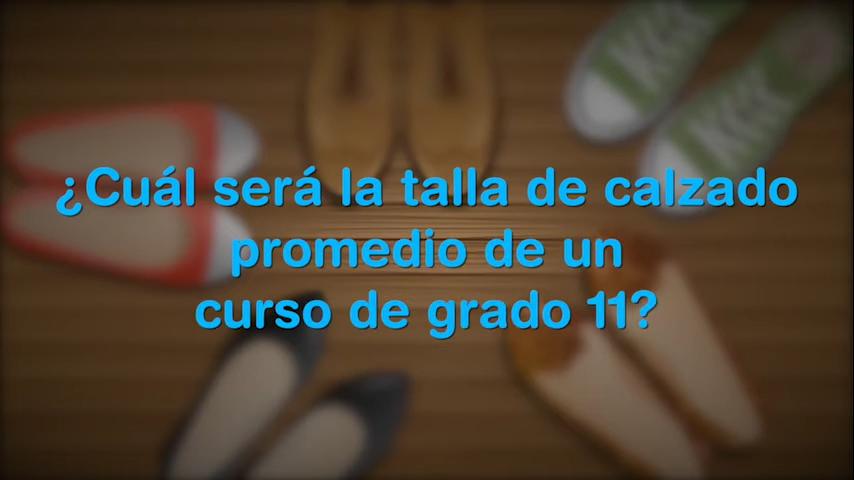 ¿Cuál será la talla de calzado
promedio de un
curso de grado 11?